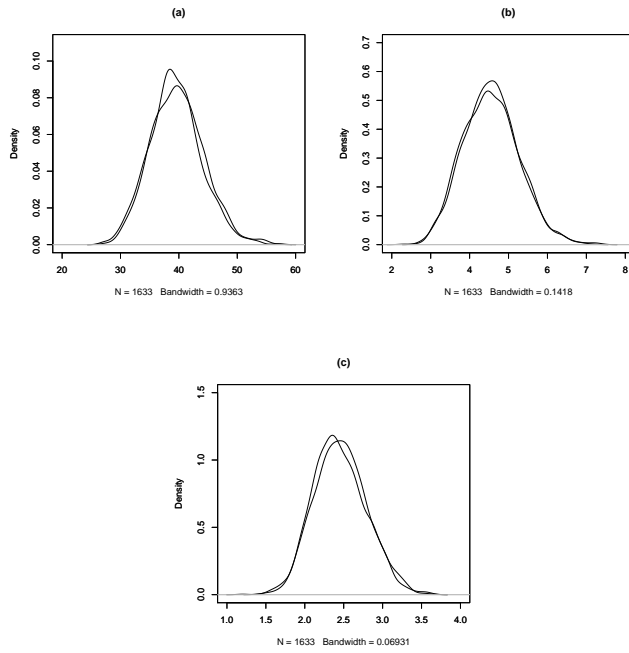 (a)
Density
0.00 0.02 0.04 0.06 0.08 0.10
20 30 40 50 60
N = 1633 Bandwidth = 0.9363
(b)
Density
0.0 0.1 0.2 0.3 0.4 0.5 0.6 0.7
2 3 4 5 6 7 8
N = 1633 Bandwidth = 0.1418
(c)
Density
0.0 0.5 1.0 1.5
1.0 1.5 2.0 2.5 3.0 3.5 4.0
N = 1633 Bandwidth = 0.06931